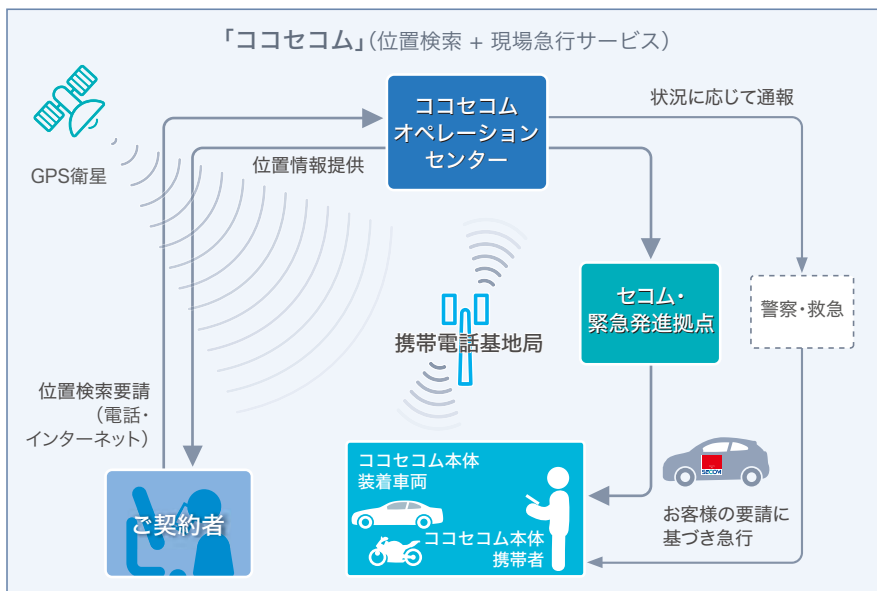 「ココセコム」（位置検索 + 現場急行サービス）
GPS衛星
ココセコム
オペレーション
センター
状況に応じて通報
位置情報提供
セコム・
緊急発進拠点
警察・救急
携帯電話基地局
位置検索要請
（電話・
インターネット）
ご契約者
ココセコム本体
装着車両
ココセコム本体
携帯者
SECOM
お客様の要請に
基づき急行